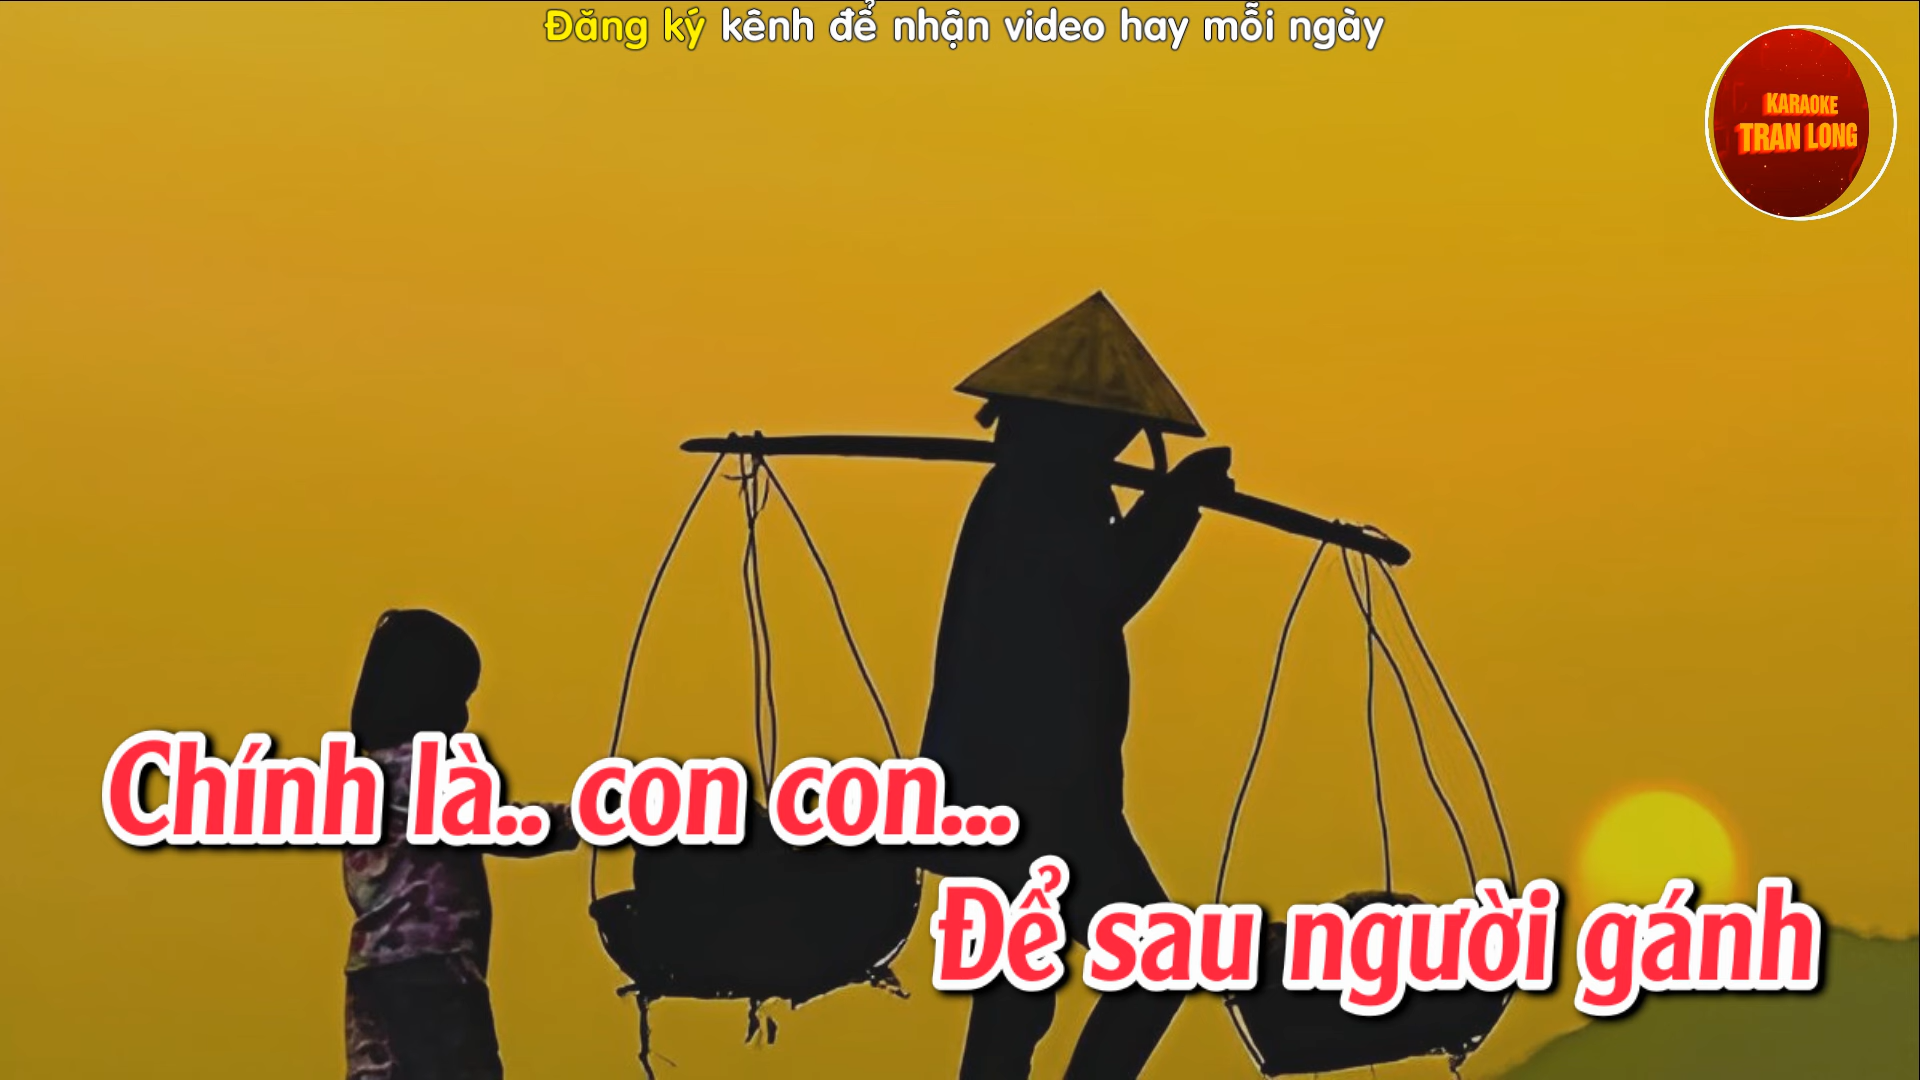 Đăng ký kênh để nhận video hay mỗi ngày
KARAOKE
TRAN LONG
Chính là.. con con...
Để sau người gánh